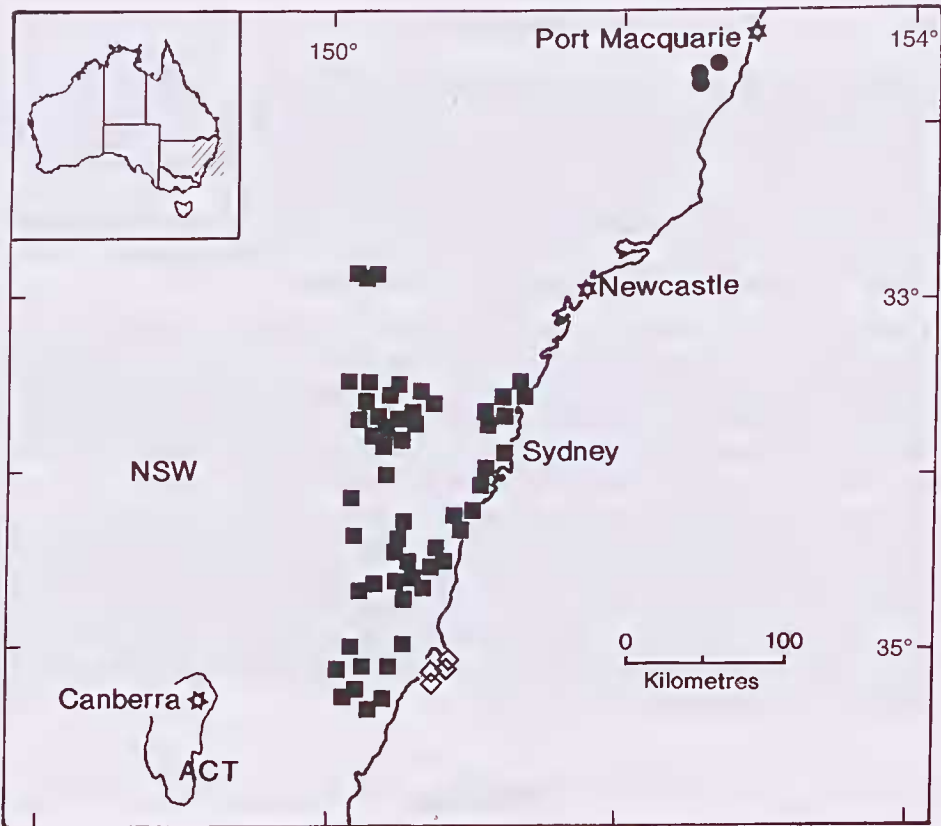 150°
154°
Port Macquarie
Newcastle
33°
Sydney
NSW
0 100
Kilometres
35°
Canberra
ACT